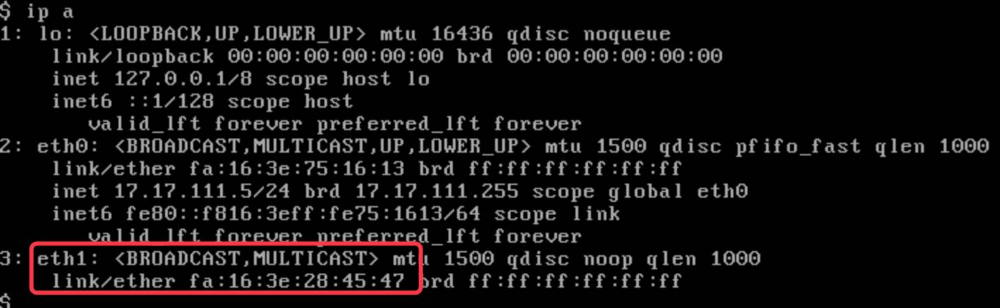 $ ip a
1: lo: <LOOPBACK,UP,LOWER_UP> mtu 16436 qdisc noqueue
link/loopback 00:00:00:00:00:00 brd 00:00:00:00:00:00
inet 127.0.0.1/8 scope host lo
inet6 ::1/128 scope host
valid_lft forever preferred_lft forever
2: eth0: <BROADCAST,MULTICAST,UP,LOWER_UP> mtu 1500 qdisc pfifo_fast qlen 1000
link/ether fa:16:3e:75:16:13 brd ff:ff:ff:ff:ff:ff
inet 17.17.111.5/24 brd 17.17.111.255 scope global eth0
inet6 fe80::f816:3eff:fe75:1613/64 scope link
valid_lft forever preferred_lft forever
3: eth1: <BROADCAST,MULTICAST> mtu 1500 qdisc noop qlen 1000
link/ether fa:16:3e:28:45:47 brd ff:ff:ff:ff:ff:ff
$